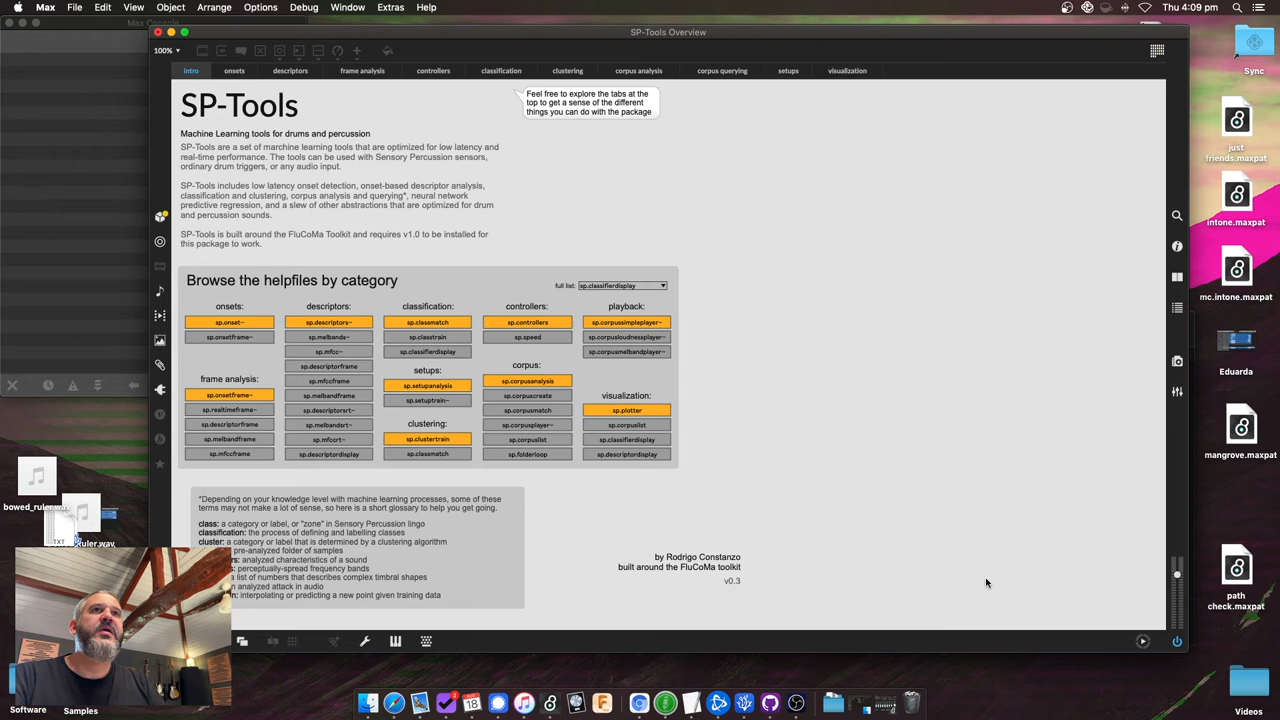 Max File Edit View Object Arrange Options Debug Extras Window Help
Thu 4:09 PM
Max Console
SP-Tools Overview
100%
intro onsets descriptors frame analysis controllers classification clustering corpus analysis corpus querying setups visualization
SP-Tools
Feel free to explore the tabs at the
top to get a sense of the different
things you can do with the package
Machine Learning tools for drums and percussion
SP-Tools are a set of marchine learning tools that are optimized for low latency and
real-time performance. The tools can be used with Sensory Percussion sensors,
ordinary drum triggers, or any audio input.
SP-Tools includes low latency onset detection, onset-based descriptor analysis,
classification and clustering, corpus analysis and querying*, neural network
predictive regression, and a slew of other abstractions that are optimized for drum
and percussion sounds.
SP-Tools is built around the FluCoMa Toolkit and requires v1.0 to be installed for
this package to work.
Browse the helpfiles by category
full list: sp.classifierdisplay
onsets:
sp.onset~
sp.onsetframe~
frame analysis:
sp.onsetframe~
sp.realtimeframe~
sp.descriptorframe
sp.melbandframe
sp.mfccframe
descriptors:
sp.descriptors~
sp.melbands~
sp.mfcc~
sp.descriptorframe
sp.mfccframe
sp.melbandframe
sp.descriptorsrt~
sp.melbandsrt~
sp.mfccrt~
sp.descriptordisplay
classification:
sp.classmatch
sp.classtrain
sp.classifierdisplay
setups:
sp.setupanalysis
sp.setuptrain~
clustering:
sp.clustertrain
sp.classmatch
controllers:
sp.controllers
sp.speed
corpus:
sp.corpusanalysis
sp.corpuscreate
sp.corpusmatch
sp.corpusplayer~
sp.corpuslist
sp.folderloop
playback:
sp.corpussimpleplayer~
sp.corpusloudnessplayer~
sp.corpusmelbandplayer~
visualization:
sp.plotter
sp.corpuslist
sp.classifierdisplay
sp.descriptordisplay
*Depending on your knowledge level with machine learning processes, some of these
terms may not make a lot of sense, so here is a short glossary to help you get going.
class: a category or label, or "zone" in Sensory Percussion lingo
classification: the process of defining and labelling classes
cluster: a category or label that is determined by a clustering algorithm
pre-analyzed folder of samples
analyzed characteristics of a sound
perceptually-spread frequency bands
a list of numbers that describes complex timbral shapes
n analyzed attack in audio
interpolating or predicting a new point given training data
by Rodrigo Constanzo
built around the FluCoMa toolkit
v0.3
Sync
just
friends.maxpat
intone.maxpat
mc.intone.maxpat
Eduarda
mangrove.maxpat
path
check.maxpat
Videos
bowed_ruler.wav
ruler.wav
TXT
Software
Samples
2
18